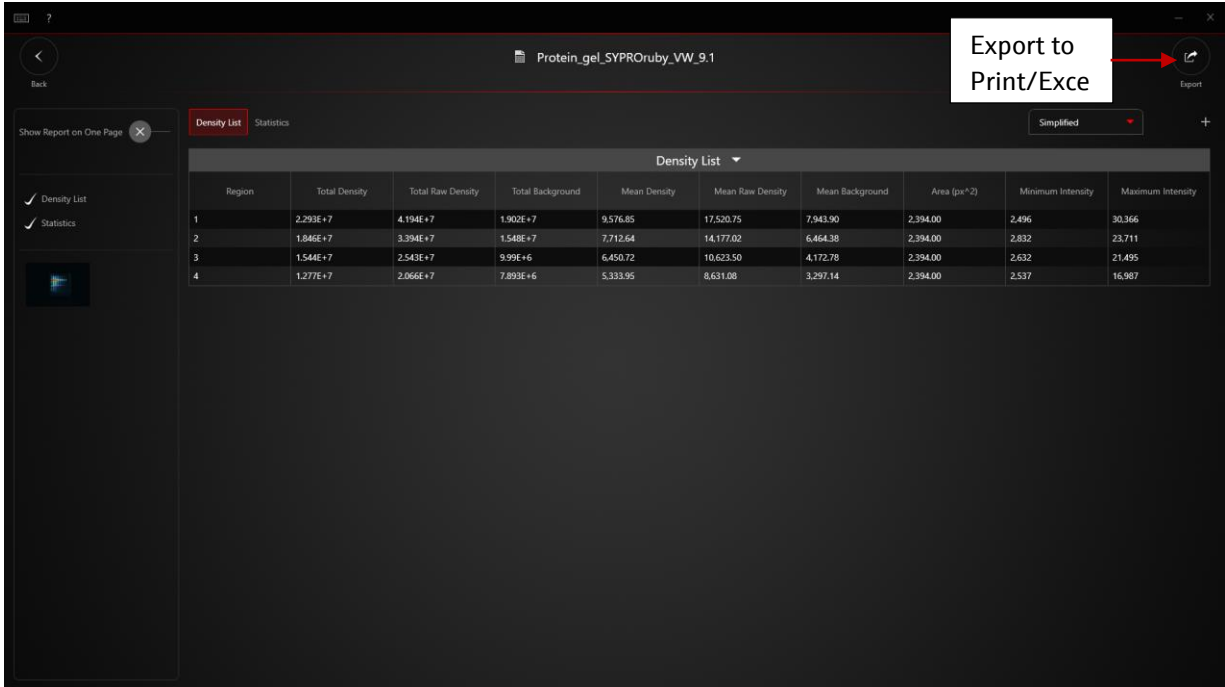 ?
Protein_gel_SYPROruby_VW_9.1
Export to
Print/Exce
Back
Export
Show Report on One Page
Density List
Statistics
Density List Statistics
Simplified
Density List
Region Total Density Total Raw Density Total Background Mean Density Mean Raw Density Mean Background Area (px^2) Minimum Intensity Maximum Intensity
1 2.293E+7 4.194E+7 1.902E+7 9,576.85 17,520.75 7,943.90 2,394.00 2,496 30,366
2 1.846E+7 3.394E+7 1.548E+7 7,712.64 14,177.02 6,464.38 2,394.00 2,832 23,711
3 1.544E+7 2.543E+7 9.99E+6 6,450.72 10,623.50 4,172.78 2,394.00 2,632 21,495
4 1.277E+7 2.066E+7 7.893E+6 5,333.95 8,631.08 3,297.14 2,394.00 2,537 16,987